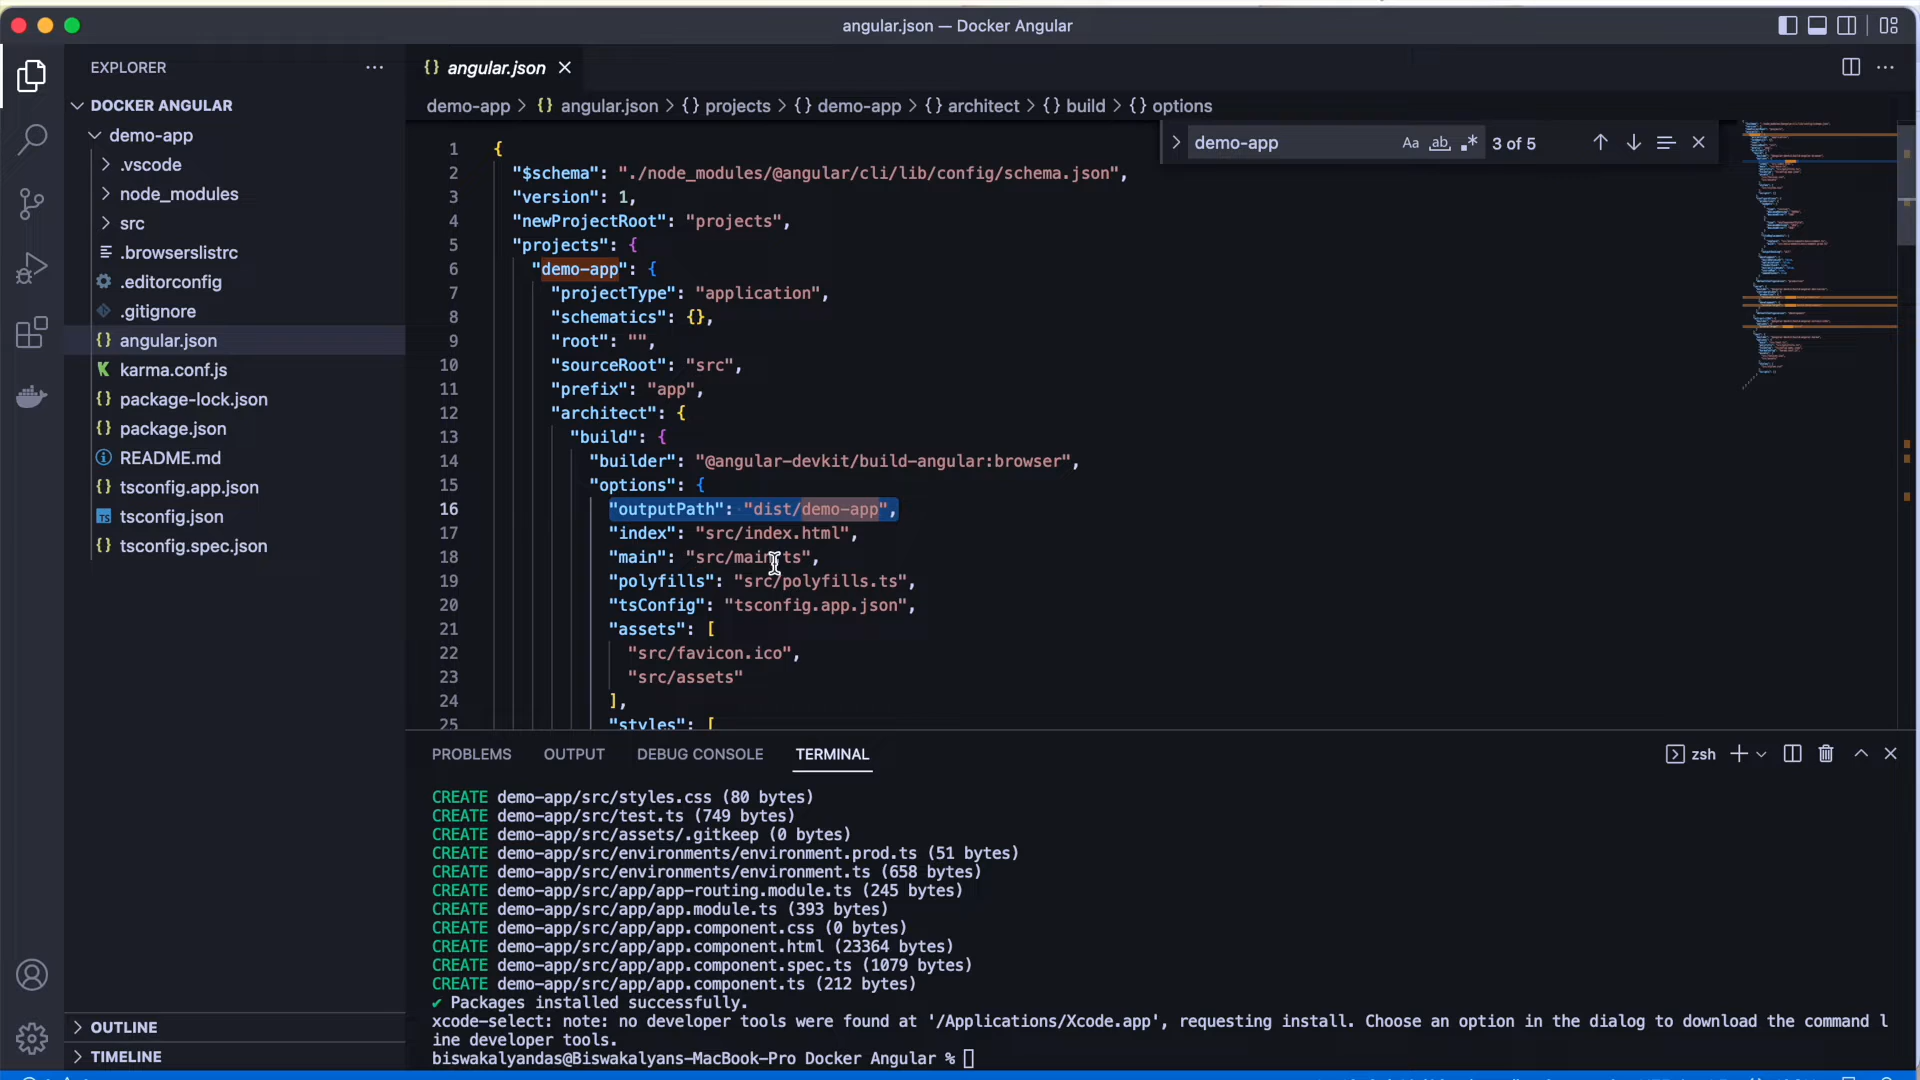 angular.json — Docker Angular
EXPLORER
angular.json
DOCKER ANGULAR
demo-app > {} angular.json > {} projects > {} demo-app > {} architect > {} build > {} options
demo-app
.vscode
node_modules
src
.browserslistrc
.editorconfig
.gitignore
angular.json
karma.conf.js
package-lock.json
package.json
README.md
tsconfig.app.json
tsconfig.json
tsconfig.spec.json
OUTLINE
TIMELINE
demo-app Aa ab 3 of 5
1 {
2 "$schema": "./node_modules/@angular/cli/lib/config/schema.json",
3 "version": 1,
4 "newProjectRoot": "projects",
5 "projects": {
6 "demo-app": {
7 "projectType": "application",
8 "schematics": {},
9 "root": "",
10 "sourceRoot": "src",
11 "prefix": "app",
12 "architect": {
13 "build": {
14 "builder": "@angular-devkit/build-angular:browser",
15 "options": {
16 "outputPath": "dist/demo-app",
17 "index": "src/index.html",
18 "main": "src/main.ts",
19 "polyfills": "src/polyfills.ts",
20 "tsConfig": "tsconfig.app.json",
21 "assets": [
22 "src/favicon.ico",
23 "src/assets"
24 ],
25 "styles": [
PROBLEMS OUTPUT DEBUG CONSOLE TERMINAL zsh
CREATE demo-app/src/styles.css (80 bytes)
CREATE demo-app/src/test.ts (749 bytes)
CREATE demo-app/src/assets/.gitkeep (0 bytes)
CREATE demo-app/src/environments/environment.prod.ts (51 bytes)
CREATE demo-app/src/environments/environment.ts (658 bytes)
CREATE demo-app/src/app/app-routing.module.ts (245 bytes)
CREATE demo-app/src/app/app.module.ts (393 bytes)
CREATE demo-app/src/app/app.component.css (0 bytes)
CREATE demo-app/src/app/app.component.html (23364 bytes)
CREATE demo-app/src/app/app.component.spec.ts (1079 bytes)
CREATE demo-app/src/app/app.component.ts (212 bytes)
✔ Packages installed successfully.
xcode-select: note: no developer tools were found at '/Applications/Xcode.app', requesting install. Choose an option in the dialog to download the command l
ine developer tools.
biswakalyandas@Biswakalyans-MacBook-Pro Docker Angular %